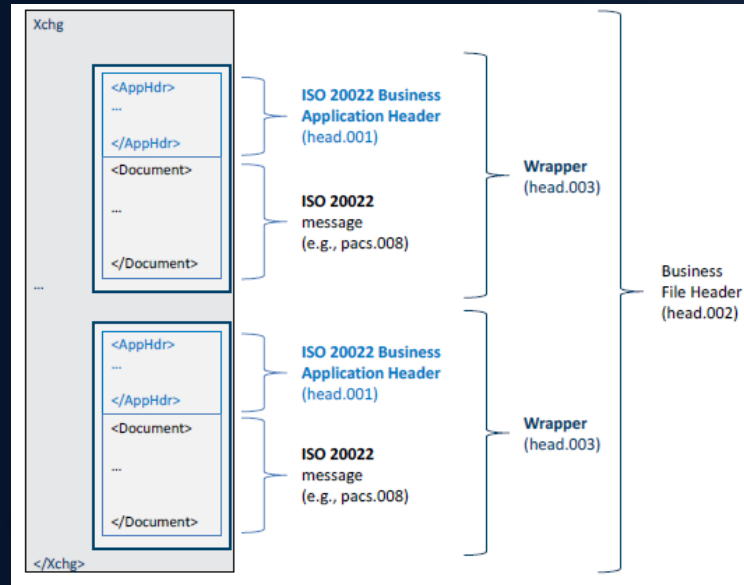 Xchg
<AppHdr>
...
</AppHdr>
<Document>
...
</Document>
ISO 20022 Business
Application Header
(head.001)
ISO 20022
message
(e.g., pacs.008)
Wrapper
(head.003)
...
<AppHdr>
...
</AppHdr>
<Document>
...
</Document>
ISO 20022 Business
Application Header
(head.001)
ISO 20022
message
(e.g., pacs.008)
Wrapper
(head.003)
Business
File Header
(head.002)
</Xchg>